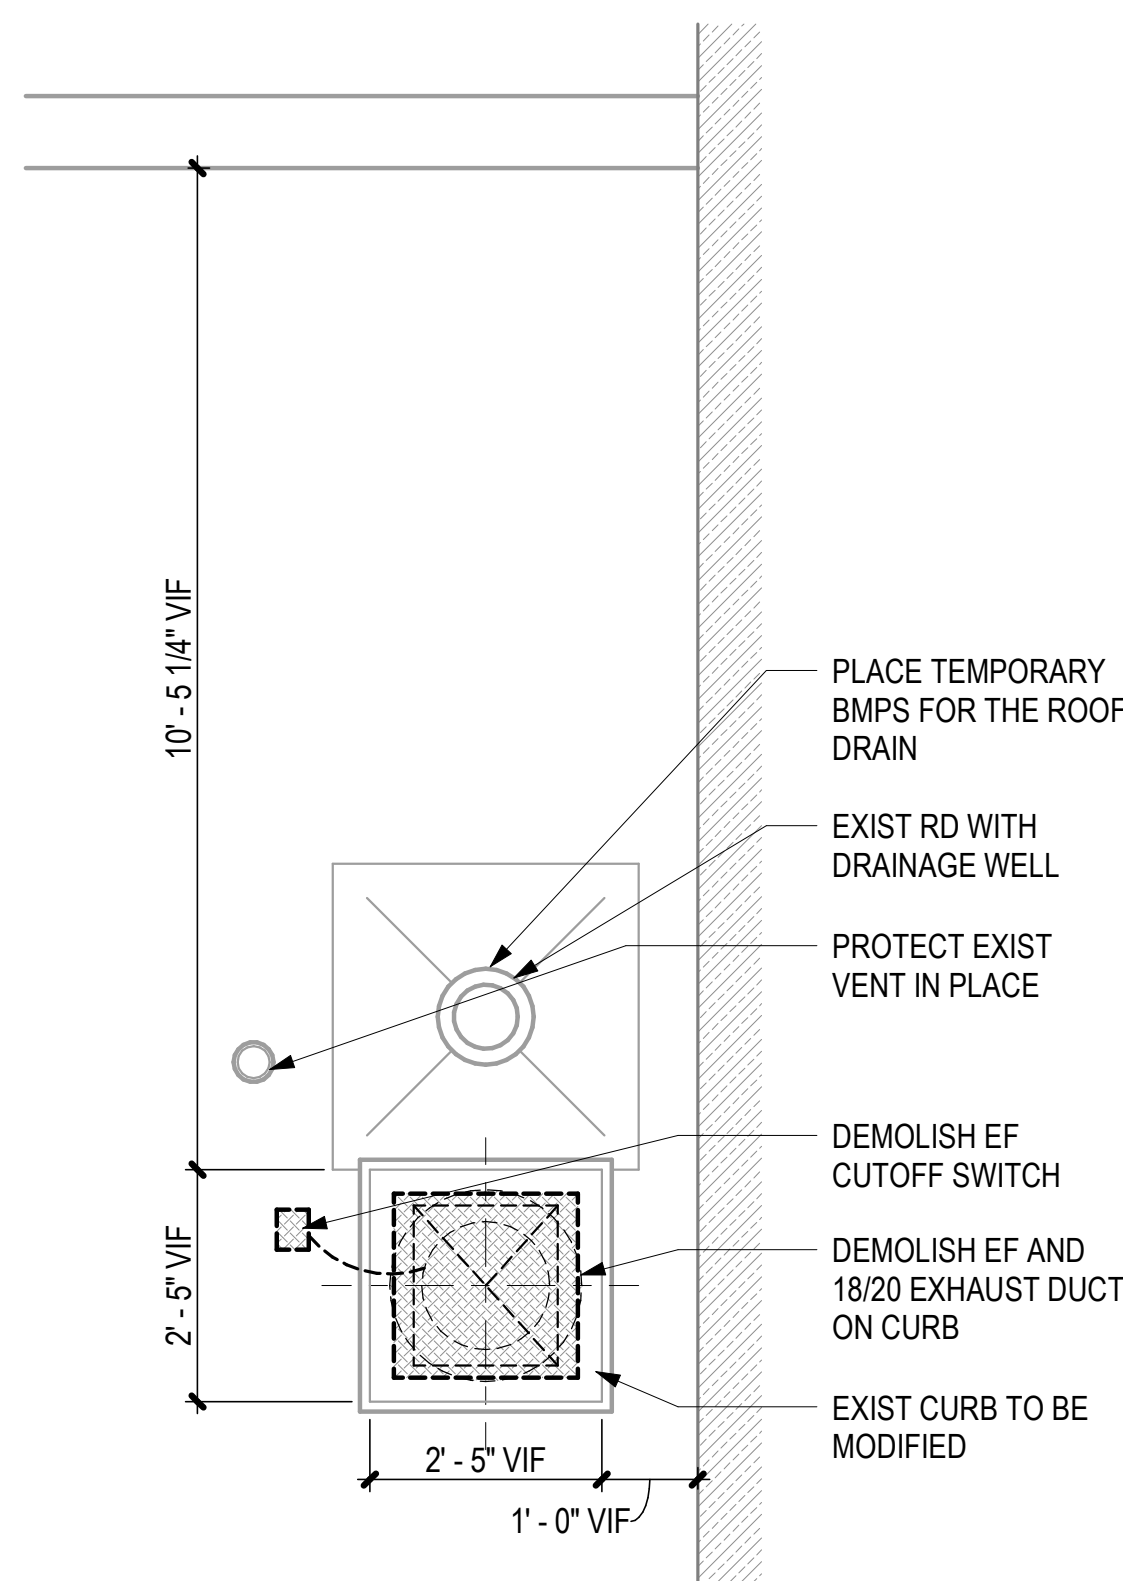 10' - 5 1/4" VIF
PLACE TEMPORARY
BMPS FOR THE ROOF
DRAIN
EXIST RD WITH
DRAINAGE WELL
PROTECT EXIST
VENT IN PLACE
DEMOLISH EF
CUTOFF SWITCH
2' - 5" VIF
DEMOLISH EF AND
18/20 EXHAUST DUCT
ON CURB
EXIST CURB TO BE
MODIFIED
2' - 5" VIF
1' - 0" VIF